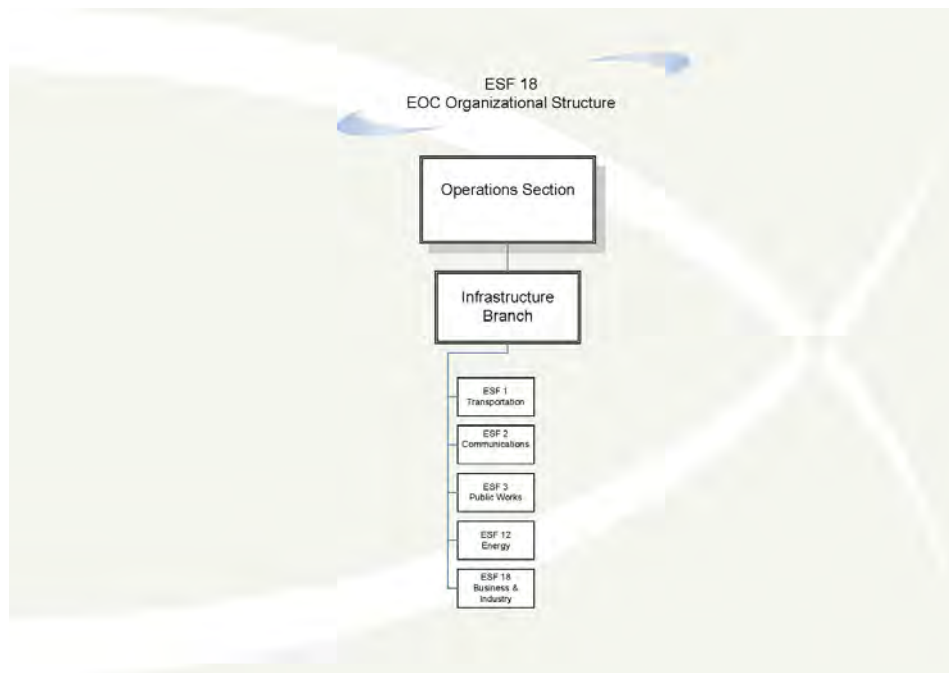 ESF 18
EOC Organizational Structure
Operations Section
Infrastructure
Branch
ESF 1
Transportation
ESF 2
Communications
ESF 3
Public Works
ESF 12
Energy
ESF 18
Business &
Industry